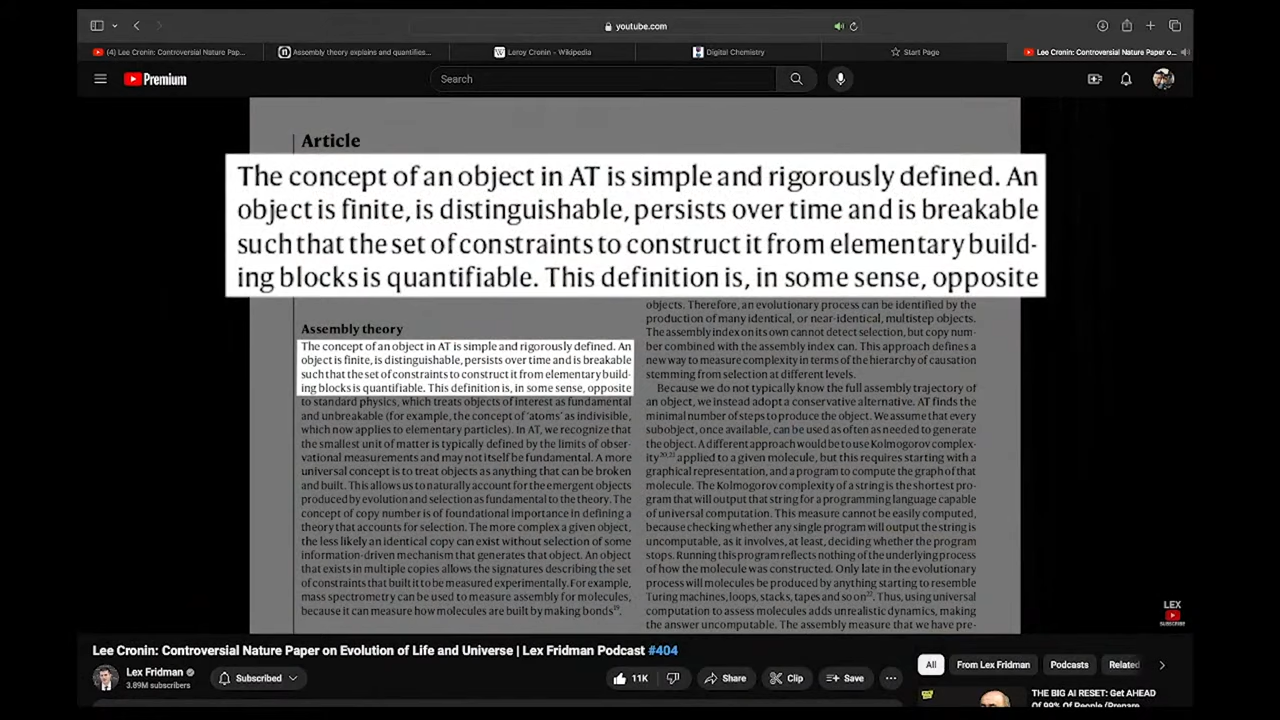 youtube.com
(4) Lee Cronin: Controversial Nature Pap...
Assembly theory explains and quantifies...
Leroy Cronin – Wikipedia
Digital Chemistry
Start Page
Lee Cronin: Controversial Nature Paper o...
Premium
Search
Article
The concept of an object in AT is simple and rigorously defined. An
object is finite, is distinguishable, persists over time and is breakable
such that the set of constraints to construct it from elementary build-
ing blocks is quantifiable. This definition is, in some sense, opposite
Assembly theory
The concept of an object in AT is simple and rigorously defined. An
object is finite, is distinguishable, persists over time and is breakable
such that the set of constraints to construct it from elementary build-
ing blocks is quantifiable. This definition is, in some sense, opposite
to standard physics, which treats objects of interest as fundamental
and unbreakable (for example, the concept of 'atoms' as indivisible,
which now applies to elementary particles). In AT, we recognize that
the smallest unit of matter is typically defined by the limits of obser-
vational measurements and may not itself be fundamental. A more
universal concept is to treat objects as anything that can be broken
and built. This allows us to naturally account for the emergent objects
produced by evolution and selection as fundamental to the theory. The
concept of copy number is of foundational importance in defining a
theory that accounts for selection. The more complex a given object,
the less likely an identical copy can exist without selection of some
information-driven mechanism that generates that object. An object
that exists in multiple copies allows the signatures describing the set
of constraints that built it to be measured experimentally. For example,
mass spectrometry can be used to measure assembly for molecules,
because it can measure how molecules are built by making bonds¹⁹.
objects. Therefore, an evolutionary process can be identified by the
production of many identical, or near-identical, multistep objects.
The assembly index on its own cannot detect selection, but copy num-
ber combined with the assembly index can. This approach defines a
new way to measure complexity in terms of the hierarchy of causation
stemming from selection at different levels.
Because we do not typically know the full assembly trajectory of
an object, we instead adopt a conservative alternative. AT finds the
minimal number of steps to produce the object. We assume that every
subobject, once available, can be used as often as needed to generate
the object. A different approach would be to use Kolmogorov complex-
ity²⁰,²¹ applied to a given molecule, but this requires starting with a
graphical representation, and a program to compute the graph of that
molecule. The Kolmogorov complexity of a string is the shortest pro-
gram that will output that string for a programming language capable
of universal computation. This measure cannot be easily computed,
because checking whether any single program will output the string is
uncomputable, as it involves, at least, deciding whether the program
stops. Running this program reflects nothing of the underlying process
of how the molecule was constructed. Only late in the evolutionary
process will molecules be produced by anything starting to resemble
Turing machines, loops, stacks, tapes and so on²². Thus, using universal
computation to assess molecules adds unrealistic dynamics, making
the answer uncomputable. The assembly measure that we have pre-
LEX
SUBSCRIBE
Lee Cronin: Controversial Nature Paper on Evolution of Life and Universe | Lex Fridman Podcast #404
Lex Fridman
3.89M subscribers
Subscribed
11K
Share
Clip
Save
All
From Lex Fridman
Podcasts
Related
THE BIG AI RESET: Get AHEAD
Of 99% Of People (Prepare